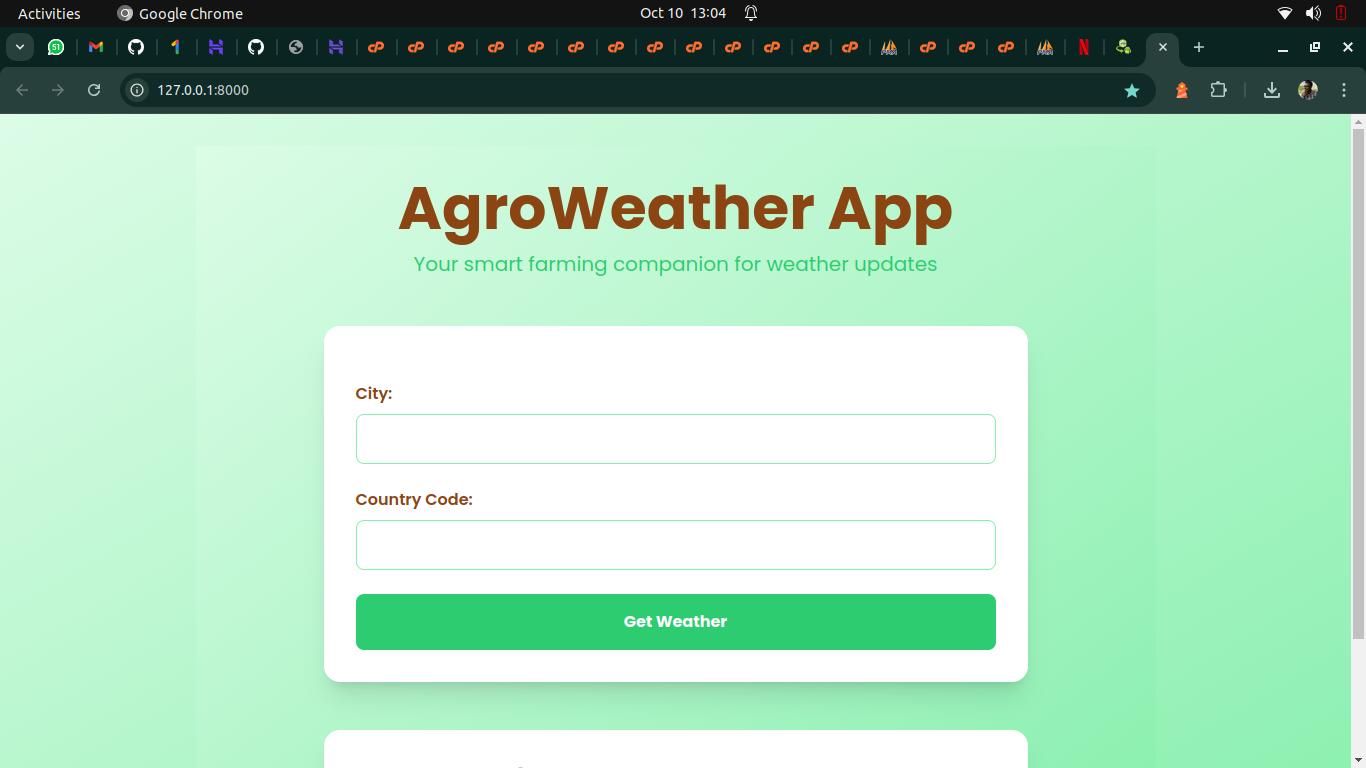 Activities
Google Chrome
Oct 10 13:04
51
127.0.0.1:8000
AgroWeather App
Your smart farming companion for weather updates
City:
Country Code:
Get Weather